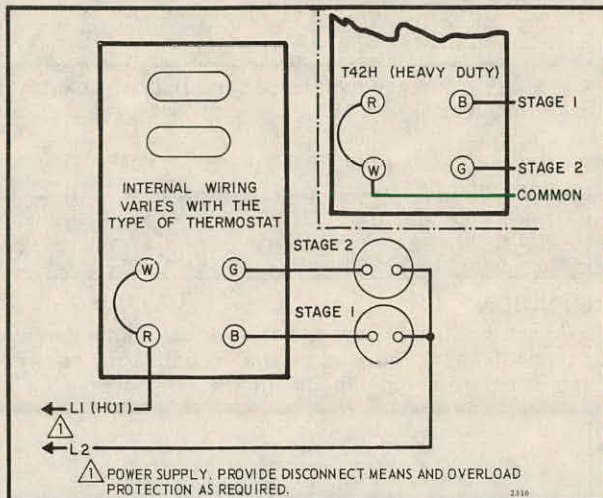 T42H (HEAVY DUTY)
R
B
STAGE 1
W
G
STAGE 2
COMMON
INTERNAL WIRING
VARIES WITH THE
TYPE OF THERMOSTAT
STAGE 2
W
G
STAGE 1
R
B
L1 (HOT)
1
L2
1 POWER SUPPLY. PROVIDE DISCONNECT MEANS AND OVERLOAD
PROTECTION AS REQUIRED.
2310